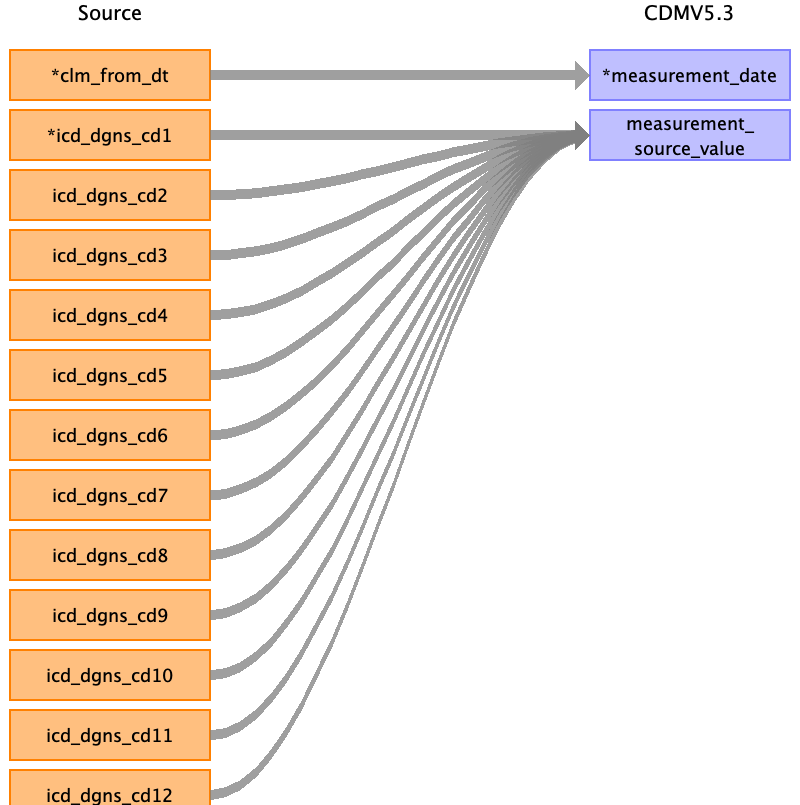 Source
CDMV5.3
*clm_from_dt
*measurement_date
*icd_dgns_cd1
measurement_
source_value
icd_dgns_cd2
icd_dgns_cd3
icd_dgns_cd4
icd_dgns_cd5
icd_dgns_cd6
icd_dgns_cd7
icd_dgns_cd8
icd_dgns_cd9
icd_dgns_cd10
icd_dgns_cd11
icd_dgns_cd12